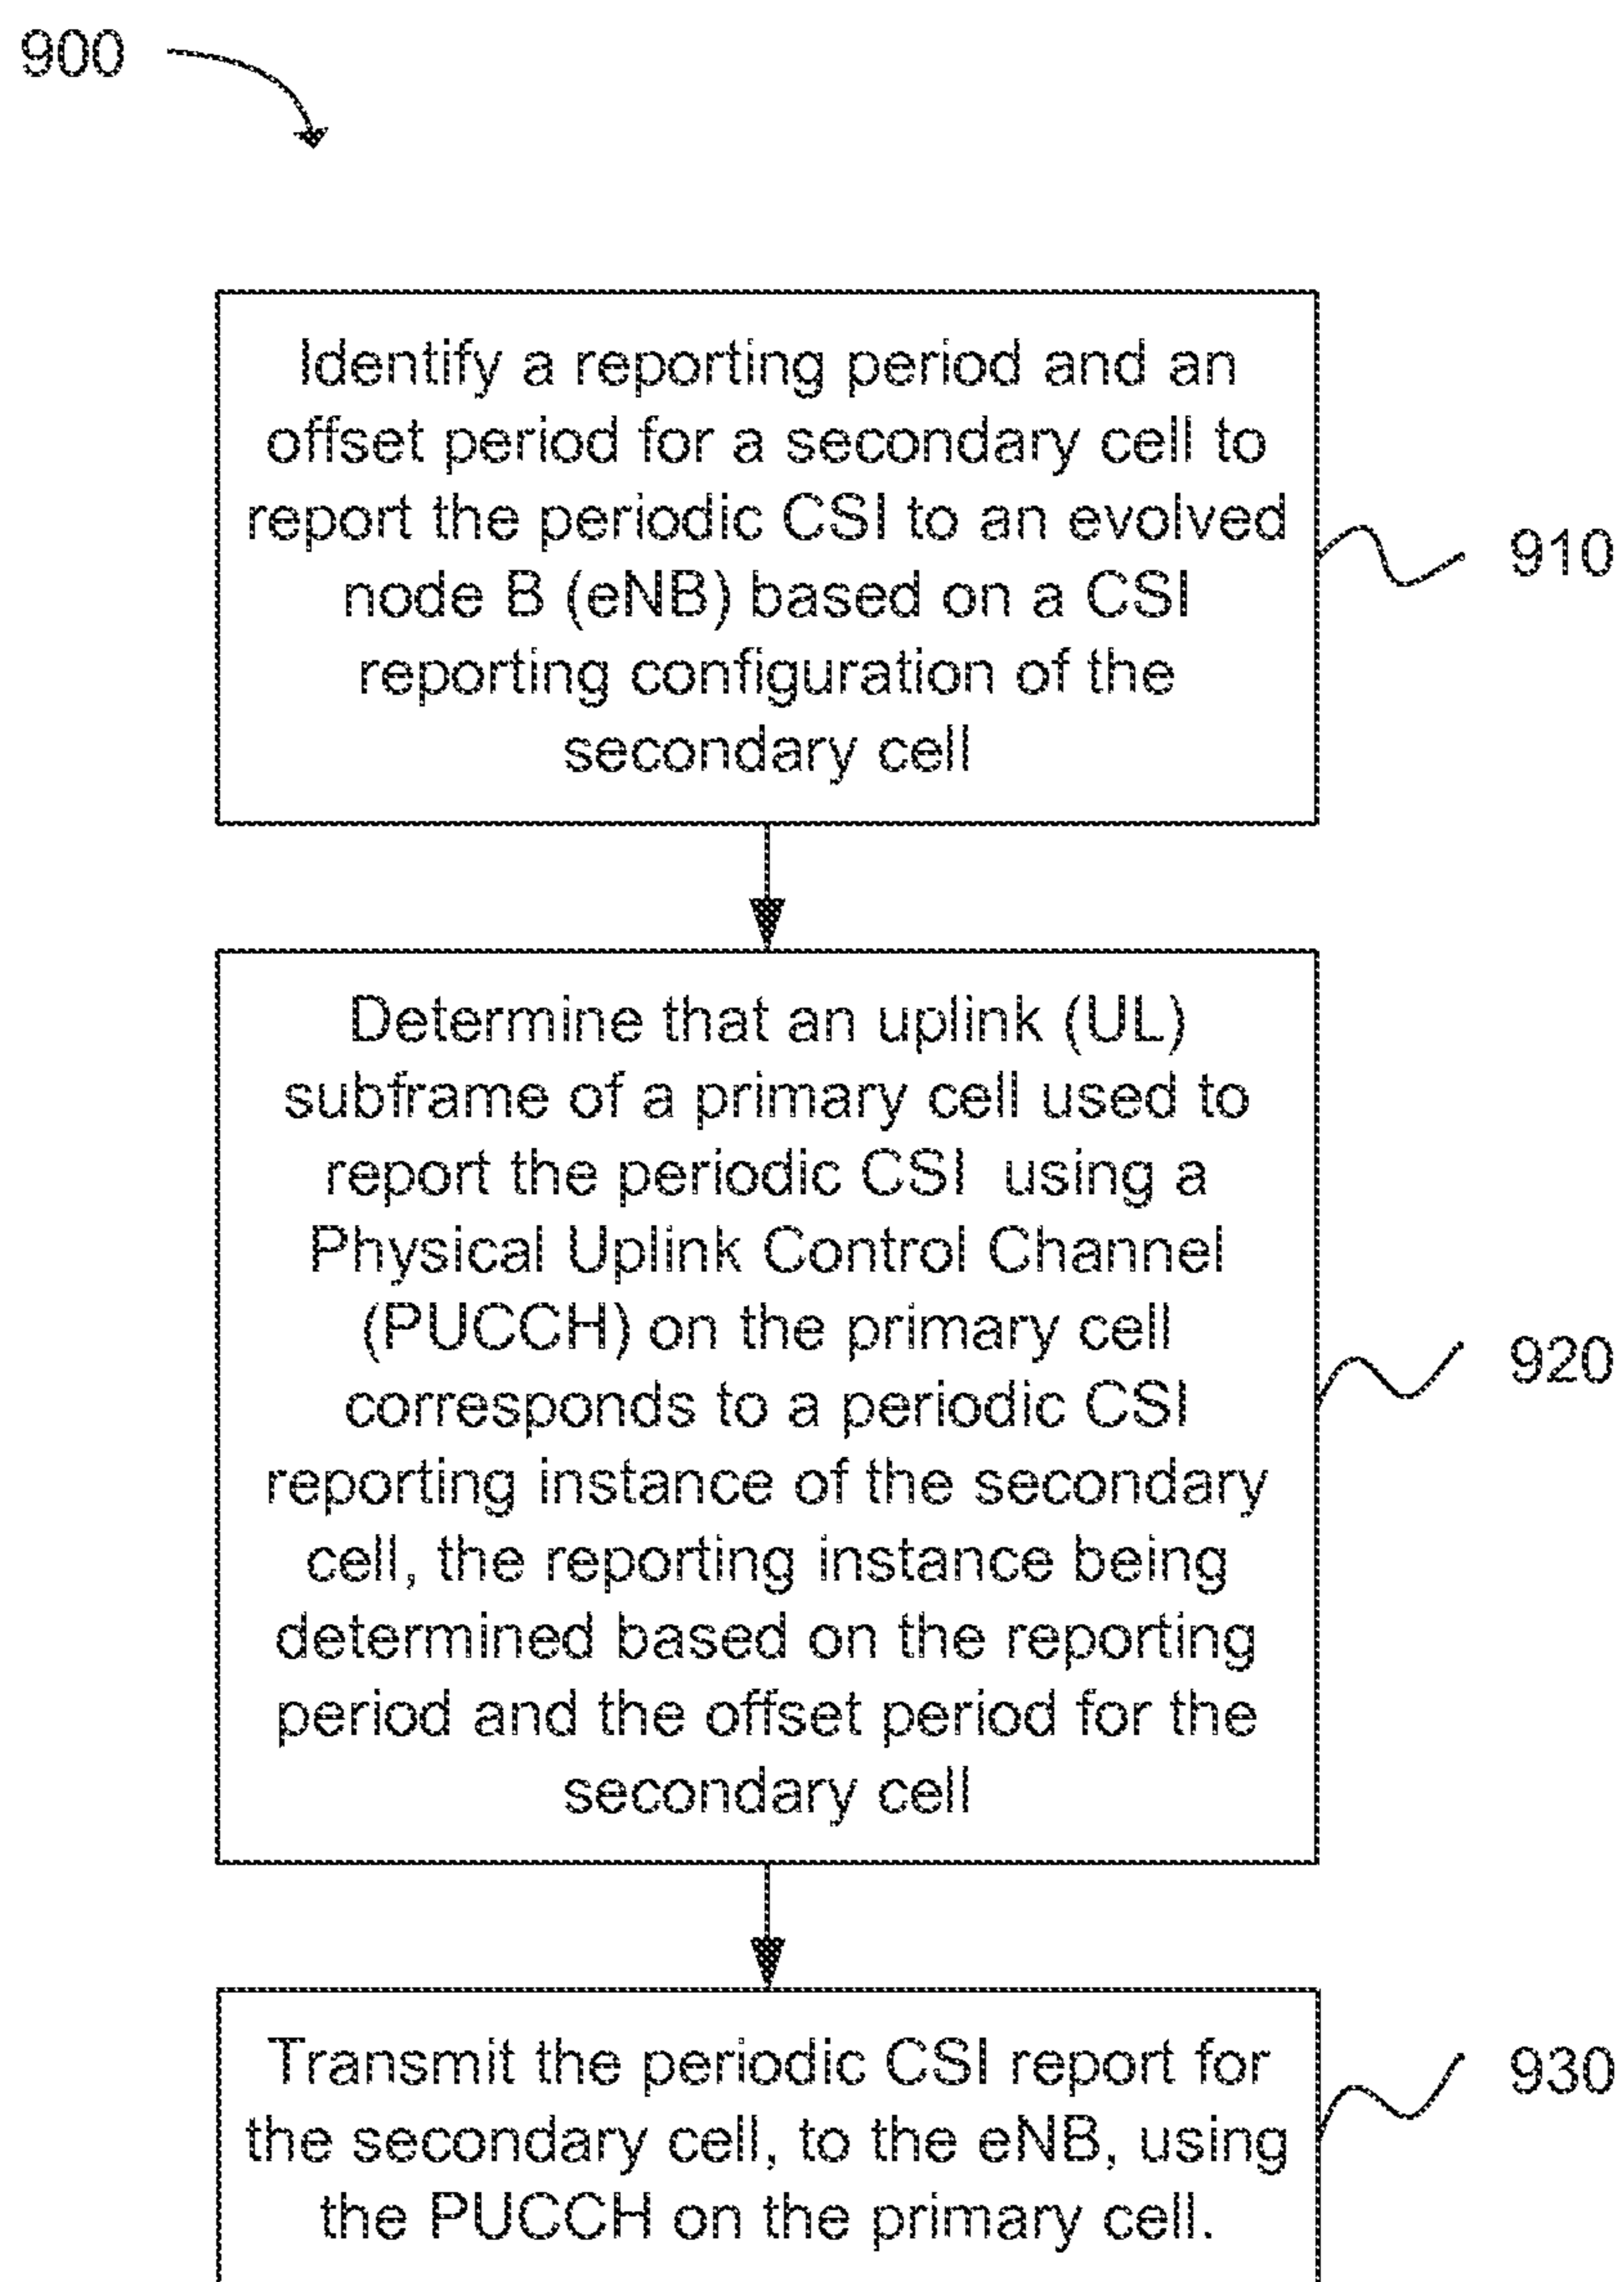 900
Identify a reporting period and an
offset period for a secondary cell to
report the periodic CSI to an evolved
node B (eNB) based on a CSI
reporting configuration of the
secondary cell
910
Determine that an uplink (UL)
subframe of a primary cell used to
report the periodic CSI using a
Physical Uplink Control Channel
(PUCCH) on the primary cell
corresponds to a periodic CSI
reporting instance of the secondary
cell, the reporting instance being
determined based on the reporting
period and the offset period for the
secondary cell
920
Transmit the periodic CSI report for
the secondary cell, to the eNB, using
the PUCCH on the primary cell.
930